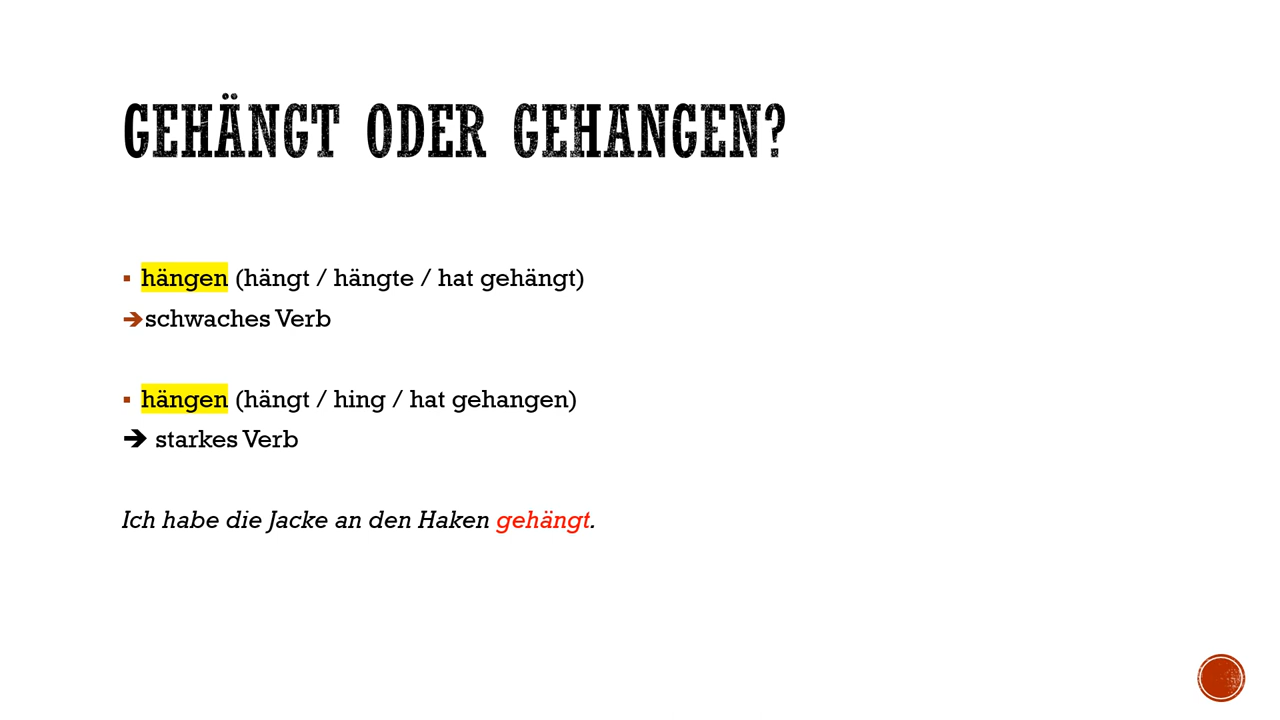 GEHÄNGT ODER GEHANGEN?
▪ hängen (hängt / hängte / hat gehängt)
➔schwaches Verb
▪ hängen (hängt / hing / hat gehangen)
➔ starkes Verb
Ich habe die Jacke an den Haken gehängt.